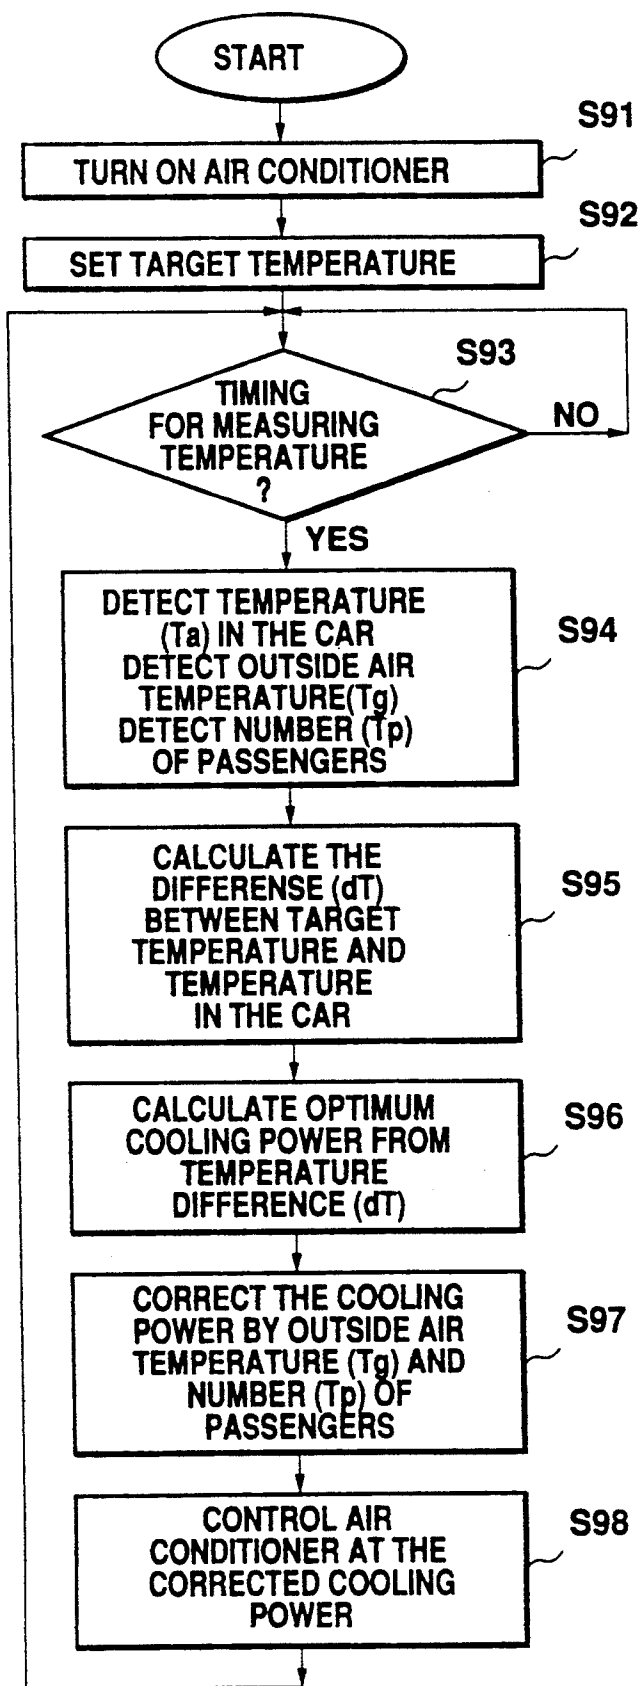 START
S91
TURN ON AIR CONDITIONER
S92
SET TARGET TEMPERATURE
S93
TIMING
FOR MEASURING
TEMPERATURE
?
NO
YES
DETECT TEMPERATURE
(Ta) IN THE CAR
DETECT OUTSIDE AIR
TEMPERATURE(Tg)
DETECT NUMBER (Tp)
OF PASSENGERS
S94
CALCULATE THE
DIFFERENSE (dT)
BETWEEN TARGET
TEMPERATURE AND
TEMPERATURE
IN THE CAR
S95
CALCULATE OPTIMUM
COOLING POWER FROM
TEMPERATURE
DIFFERENCE (dT)
S96
CORRECT THE COOLING
POWER BY OUTSIDE AIR
TEMPERATURE (Tg) AND
NUMBER (Tp) OF
PASSENGERS
S97
CONTROL AIR
CONDITIONER AT THE
CORRECTED COOLING
POWER
S98